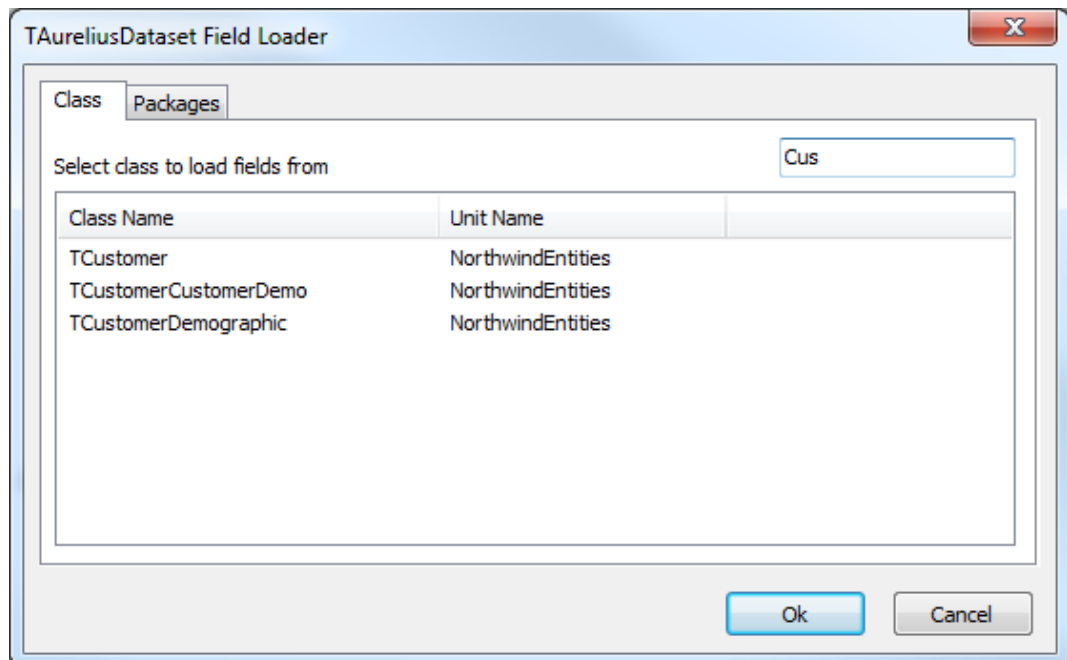 TAureliusDataset Field Loader
Class Packages
Select class to load fields from Cus
Class Name Unit Name
TCustomer NorthwindEntities
TCustomerCustomerDemo NorthwindEntities
TCustomerDemographic NorthwindEntities
Ok Cancel